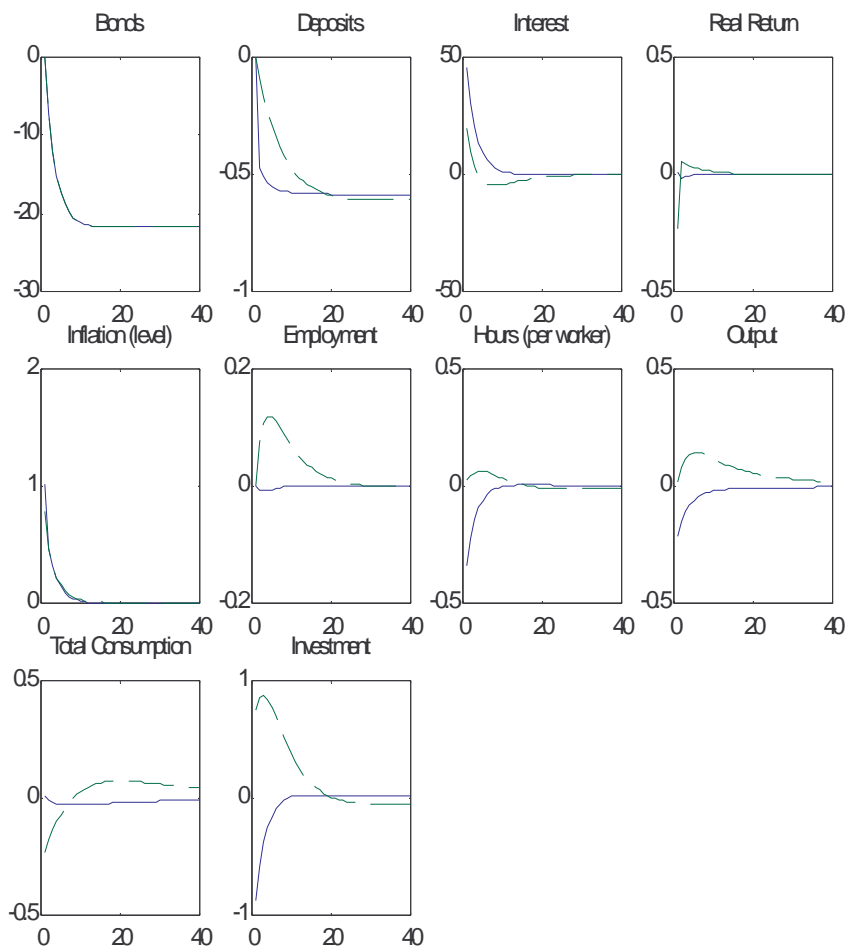 Bonds Deposits Interest Real Return
0 0 50 0.5
-10
-0.5 0 0
-20
-30 -1 -50 -0.5
0 20 40 0 20 40 0 20 40 0 20 40
Inflation (level) Employment Hours (per worker) Output
2 0.2 0.5 0.5
1 0 0 0
0 -0.2 -0.5 -0.5
0 20 40 0 20 40 0 20 40 0 20 40
Total Consumption Investment
0.5 1
0 0
-0.5 -1
0 20 40 0 20 40